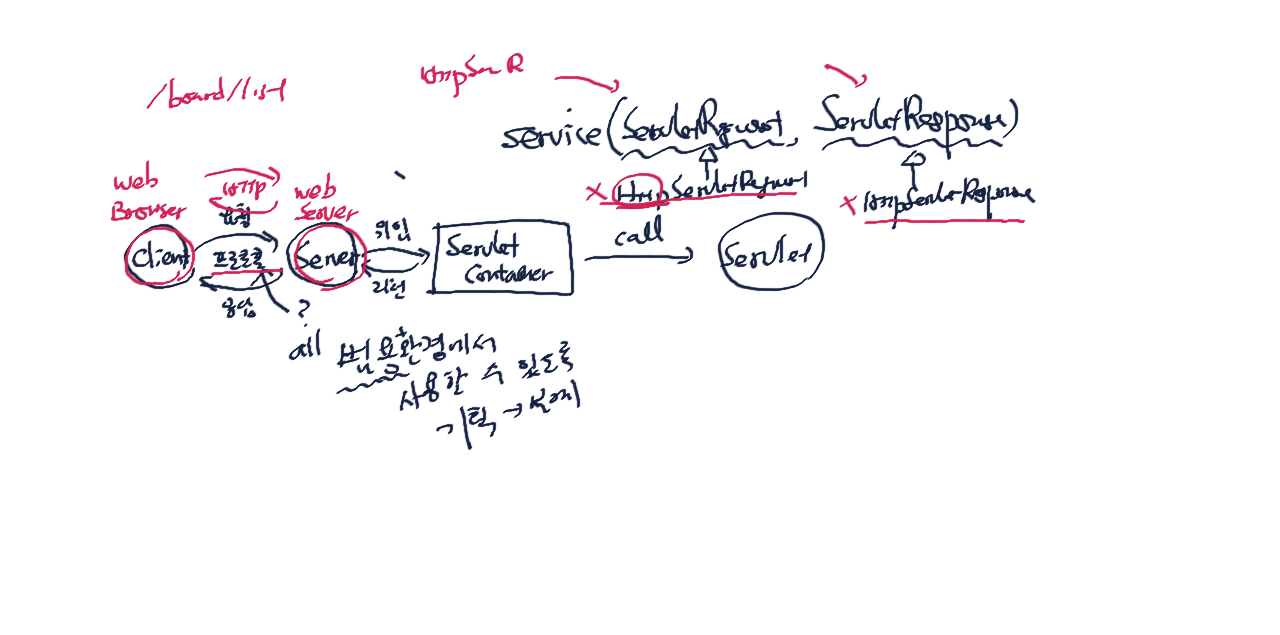 /board/list
HttpSerR
service(ServletRequest, ServletResponse)
X HttpServletRequest
X HttpServletResponse
web
Browser
HTTP
요청
web
Server
Client
프로토콜
Server
위임
리턴
Servlet
Container
call
Servlet
응답
?
all 범용환경에서
사용할 수 있도록
기획 → 설계